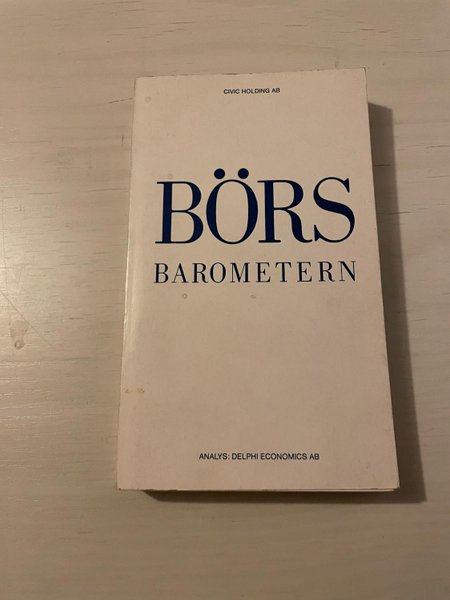 CIVIC HOLDING AB
BÖRS
BAROMETERN
ANALYS: DELPHI ECONOMICS AB